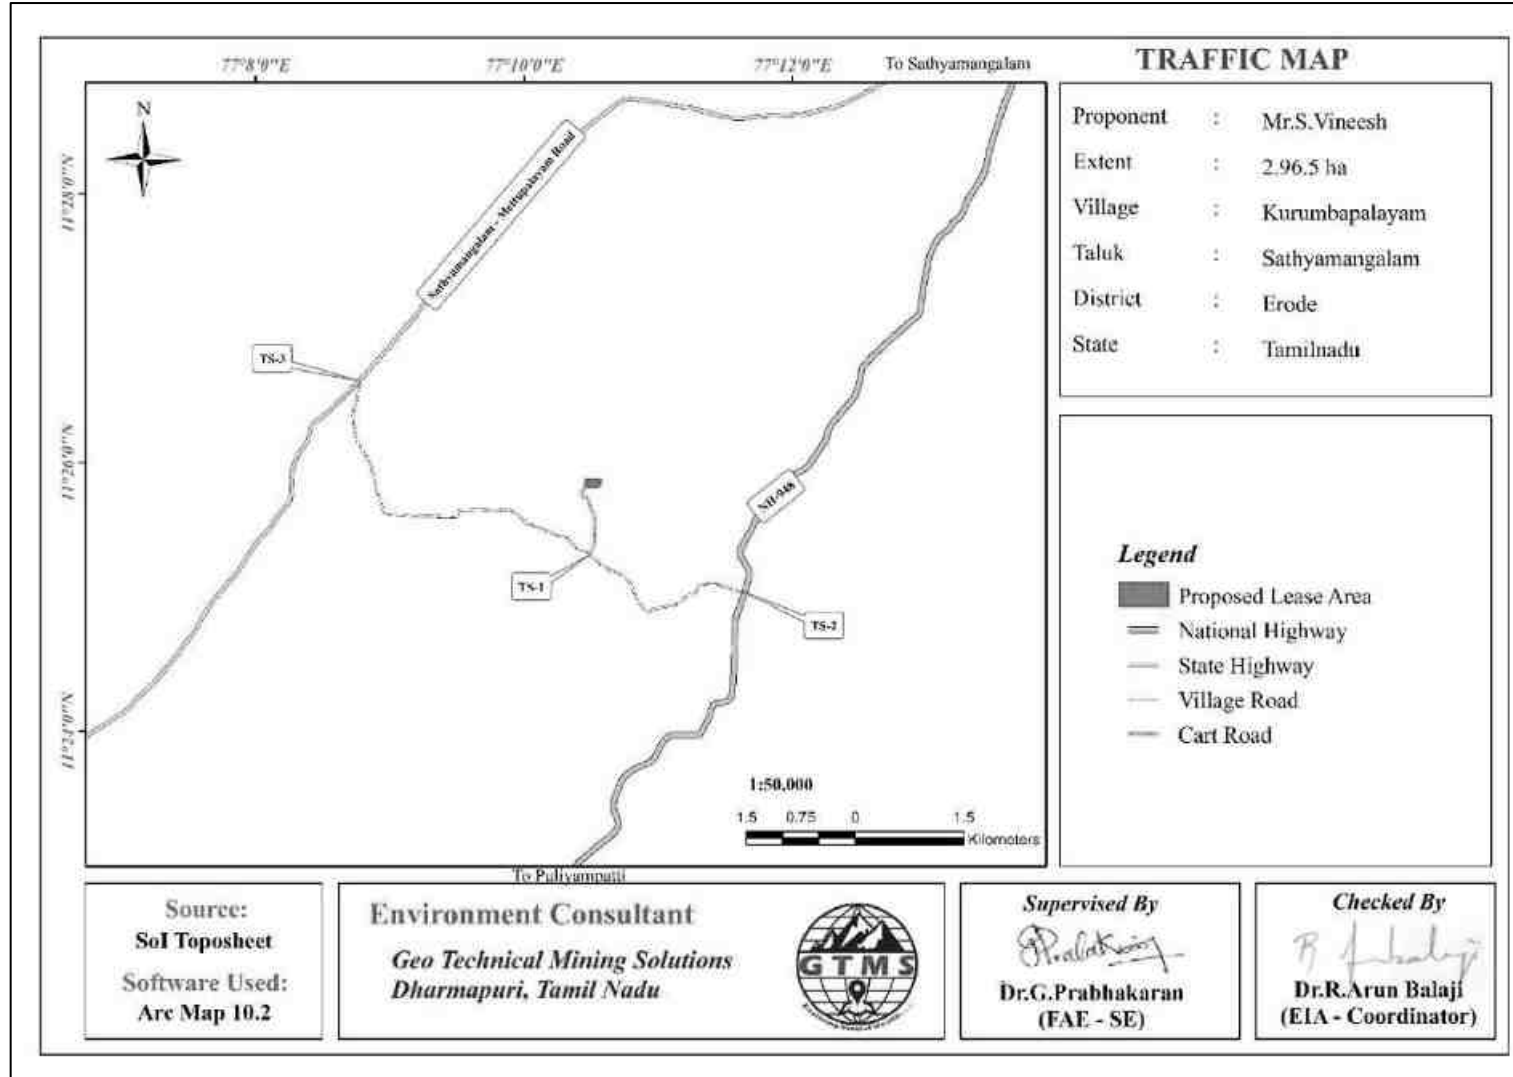 TRAFFIC MAP
Proponent : Mr.S.Vineesh
Extent : 2.96.5 ha
Village : Kurumbapalayam
Taluk : Sathyamangalam
District : Erode
State : Tamilnadu
77°8'0"E
77°10'0"E
77°12'0"E
To Sathyamangalam
N
11°28'0"N
11°26'0"N
11°24'0"N
Sathyamangalam - Mettupalayam Road
TS-3
NH-948
TS-1
TS-2
1:50,000
1.5 0.75 0 1.5
Kilometers
To Puliyampatti
Legend
Proposed Lease Area
National Highway
State Highway
Village Road
Cart Road
Source:
SoI Toposheet
Software Used:
Arc Map 10.2
Environment Consultant
Geo Technical Mining Solutions
Dharmapuri, Tamil Nadu
GTMS
Supervised By
Dr.G.Prabhakaran
(FAE - SE)
Checked By
Dr.R.Arun Balaji
(EIA - Coordinator)